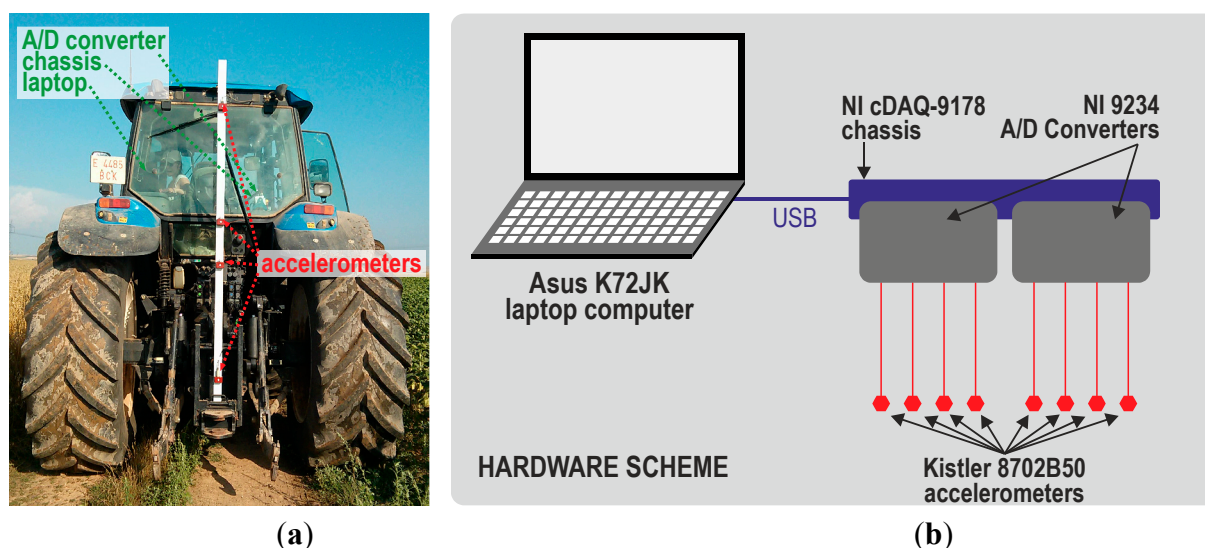 A/D converter
chassis
laptop
E 4485
BCK
accelerometers
(a)
NI cDAQ-9178
chassis
NI 9234
A/D Converters
USB
Asus K72JK
laptop computer
HARDWARE SCHEME
Kistler 8702B50
accelerometers
(b)